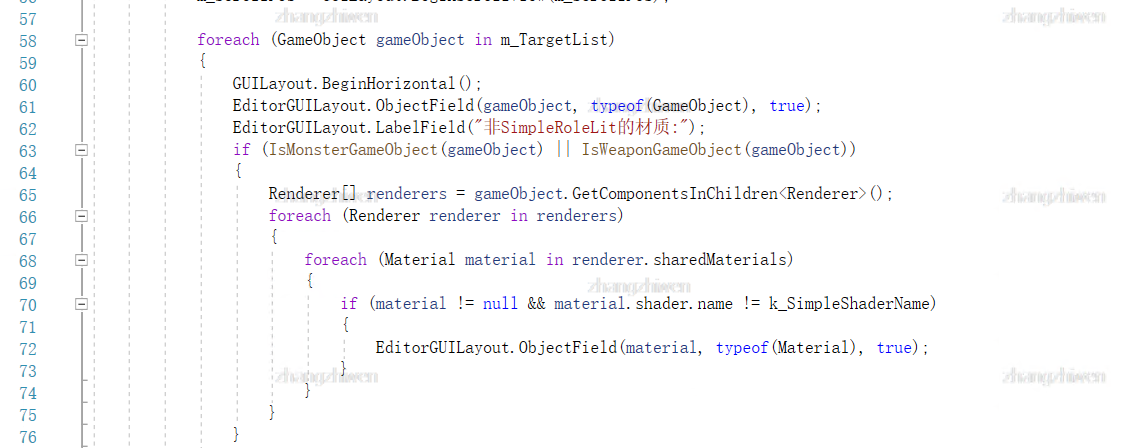 57
58 foreach (GameObject gameObject in m_TargetList)
59 {
60 GUILayout.BeginHorizontal();
61 EditorGUILayout.ObjectField(gameObject, typeof(GameObject), true);
62 EditorGUILayout.LabelField("非SimpleRoleLit的材质:");
63 if (IsMonsterGameObject(gameObject) || IsWeaponGameObject(gameObject))
64 {
65 Renderer[] renderers = gameObject.GetComponentsInChildren<Renderer>();
66 foreach (Renderer renderer in renderers)
67 {
68 foreach (Material material in renderer.sharedMaterials)
69 {
70 if (material != null && material.shader.name != k_SimpleShaderName)
71 {
72 EditorGUILayout.ObjectField(material, typeof(Material), true);
73 }
74 }
75 }
76 }